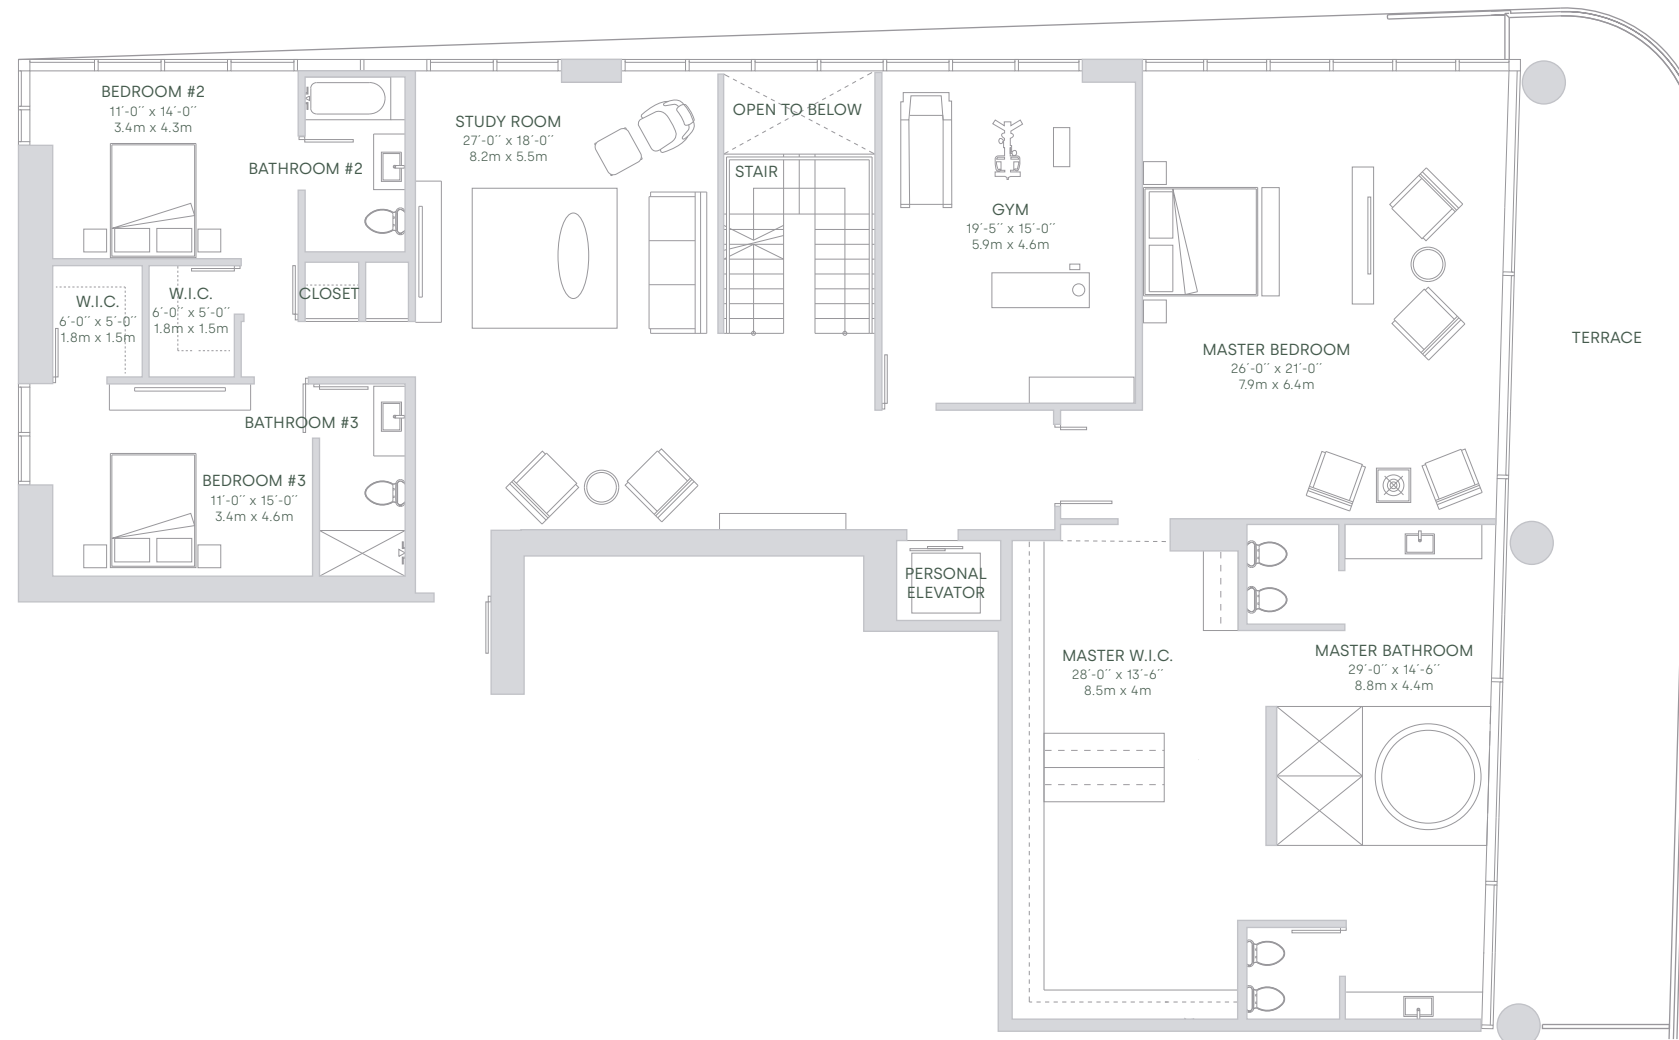 BEDROOM #2
11´-0´´ x 14´-0´´
3.4m x 4.3m
BATHROOM #2
STUDY ROOM
27´-0´´ x 18´-0´´
8.2m x 5.5m
OPEN TO BELOW
STAIR
GYM
19´-5´´ x 15´-0´´
5.9m x 4.6m
W.I.C.
6´-0´´ x 5´-0´´
1.8m x 1.5m
W.I.C.
6´-0´´ x 5´-0´´
1.8m x 1.5m
CLOSET
MASTER BEDROOM
26´-0´´ x 21´-0´´
7.9m x 6.4m
TERRACE
BATHROOM #3
BEDROOM #3
11´-0´´ x 15´-0´´
3.4m x 4.6m
PERSONAL
ELEVATOR
MASTER W.I.C.
28´-0´´ x 13´-6´´
8.5m x 4m
MASTER BATHROOM
29´-0´´ x 14´-6´´
8.8m x 4.4m